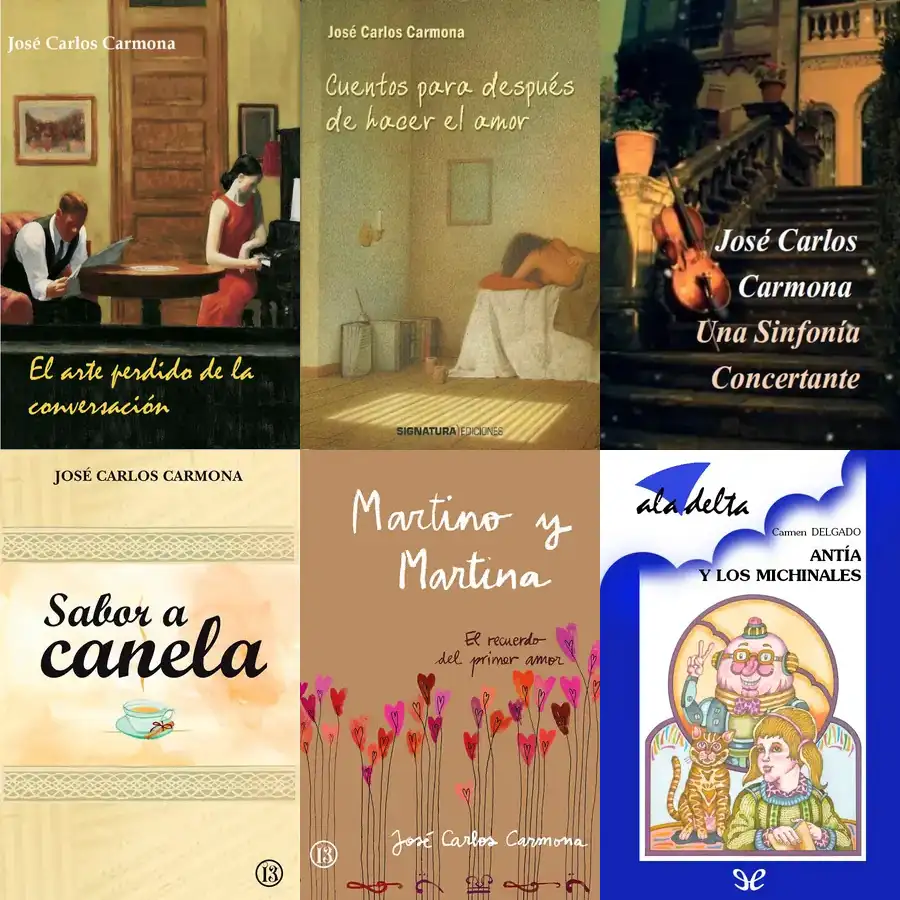 José Carlos Carmona
El arte perdido de la
conversación
José Carlos Carmona
Cuentos para después
de hacer el amor
SIGNATURA EDICIONES
José Carlos
Carmona
Una Sinfonía
Concertante
JOSÉ CARLOS CARMONA
Sabor a
canela
13
Martino y
Martina
El recuerdo
del primer amor
José Carlos Carmona
13
ala delta
Carmen DELGADO
ANTÍA
Y LOS MICHINALES